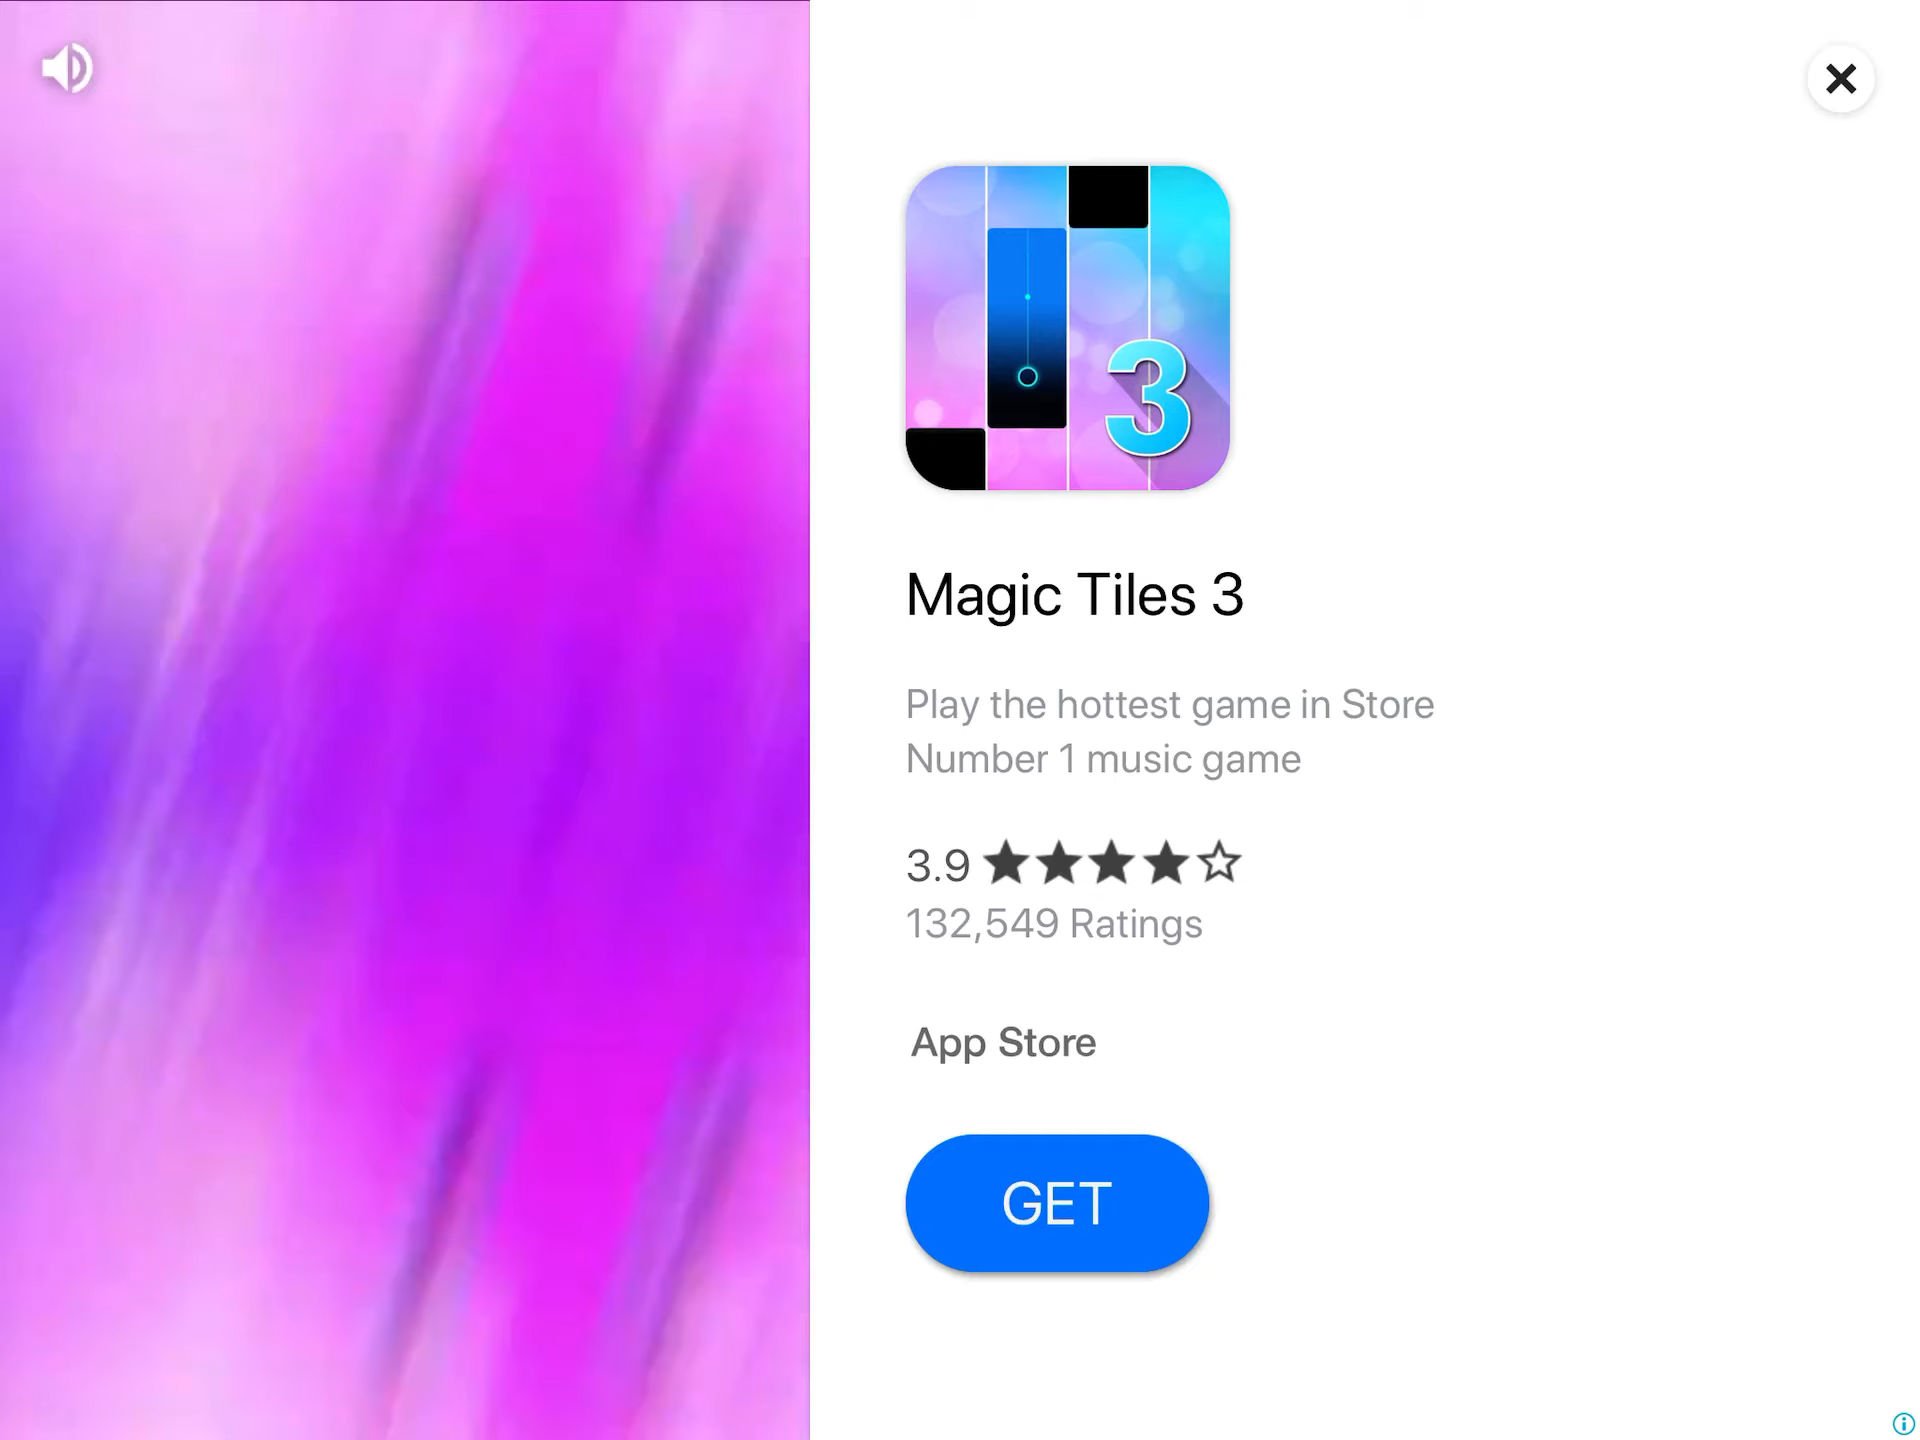 3
Magic Tiles 3
Play the hottest game in Store
Number 1 music game
3.9
132,549 Ratings
App Store
GET